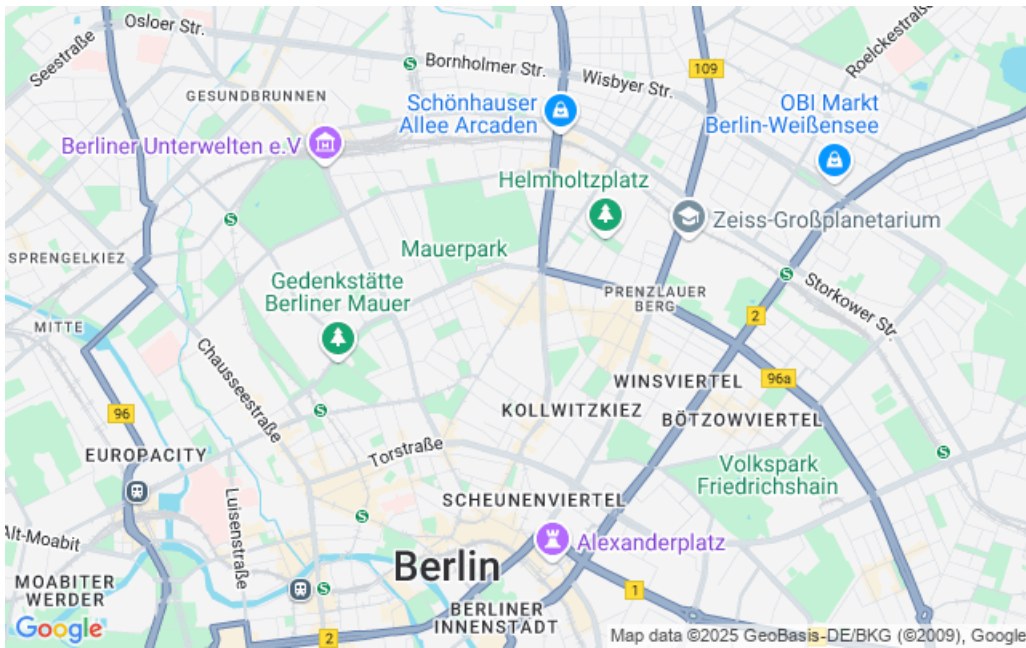 Osloer Str.
Seestraße
Bornholmer Str.
Wisbyer St.
109
Roelckestraße
GESUNDBRUNNEN
Schönhauser
Allee Arcaden
OBI Markt
Berlin-Weißensee
Berliner Unterwelten e.V
Helmholtzplatz
Zeiss-Großplanetarium
Mauerpark
SPRENGELKIEZ
Gedenkstätte
Berliner Mauer
PRENZLAUER
BERG
Storkower Str.
MITTE
2
Chausseestraße
WINSVIERTEL
96a
96
KOLLWITZKIEZ
BÖTZOWVIERTEL
EUROPACITY
Torstraße
Volkspark
Friedrichshain
SCHEUNENVIERTEL
Luisenstraße
Alt-Moabit
Alexanderplatz
Berlin
MOABITER
WERDER
1
BERLINER
INNENSTADT
Google
2
Map data ©2025 GeoBasis-DE/BKG (©2009), Google
S
S
S
S
S
S
S